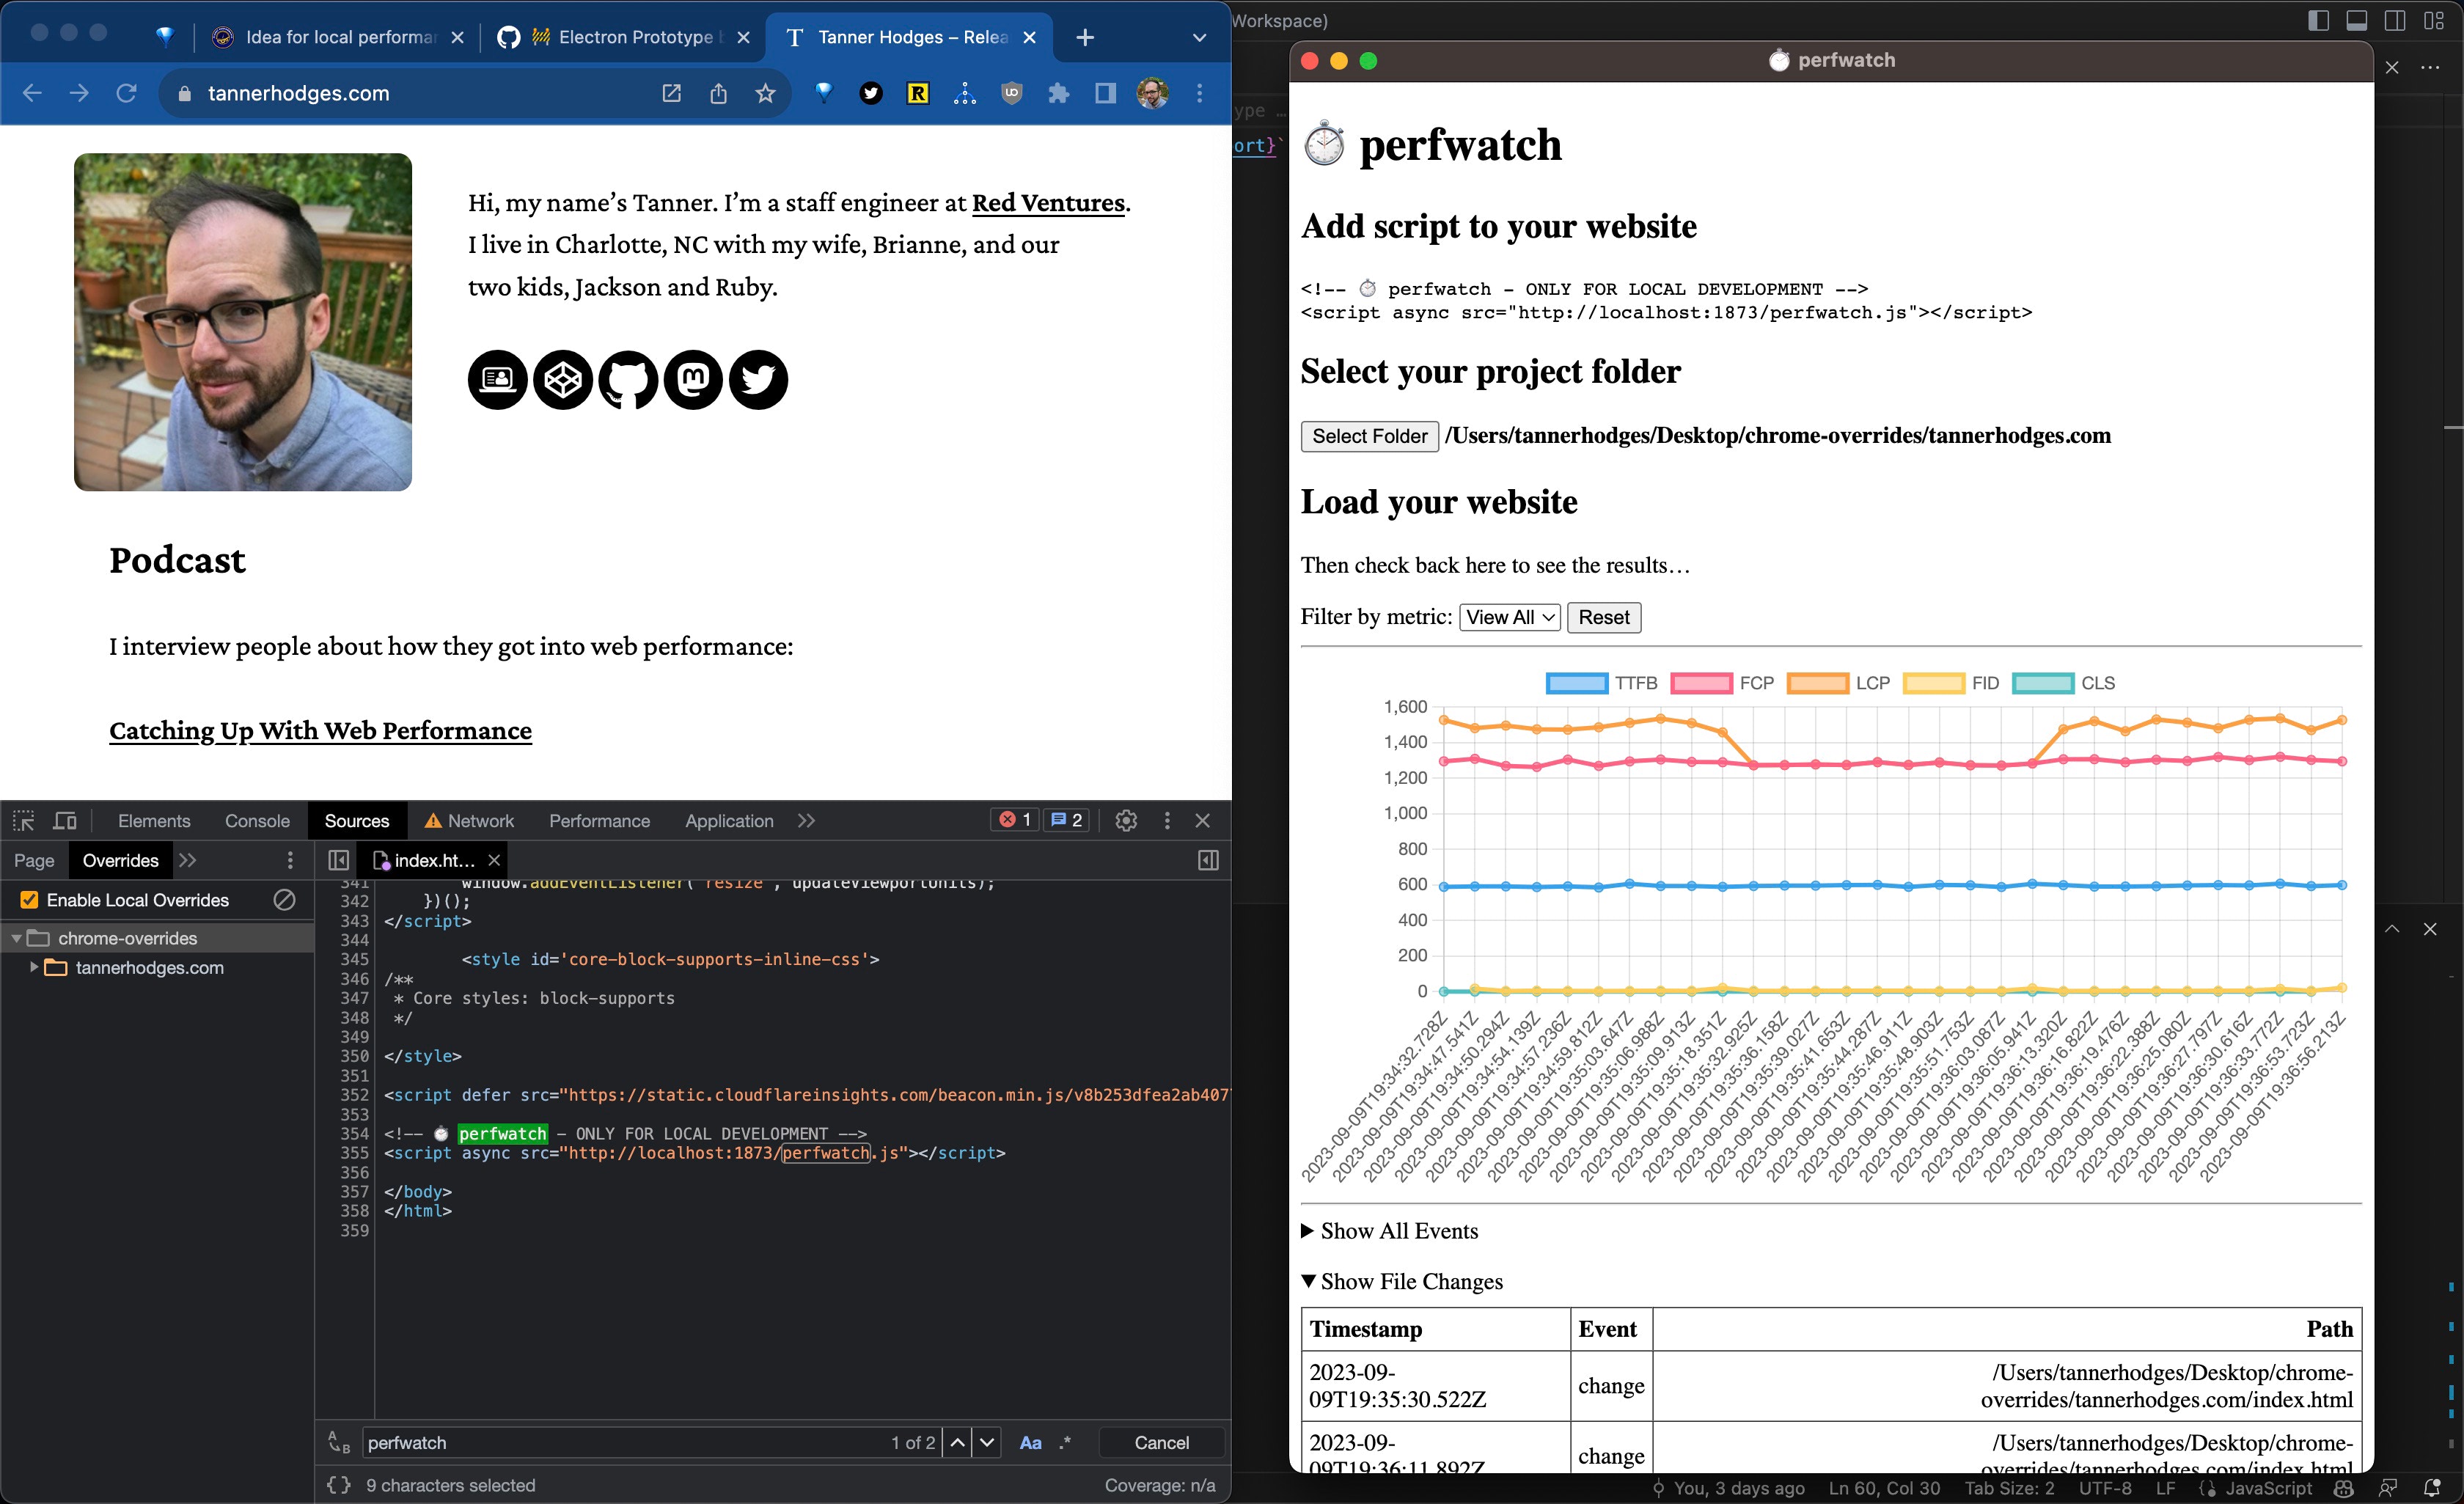 Idea for local performan
Electron Prototype b
Tanner Hodges – Relea
tannerhodges.com
Hi, my name's Tanner. I'm a staff engineer at Red Ventures.
I live in Charlotte, NC with my wife, Brianne, and our
two kids, Jackson and Ruby.
Podcast
I interview people about how they got into web performance:
Catching Up With Web Performance
Elements
Console
Sources
Network
Performance
Application
1
2
Page
Overrides
index.ht...
Enable Local Overrides
chrome-overrides
tannerhodges.com
341 window.addEventListener('resize', updateViewportUnits);
342 })();
343 </script>
344
345 <style id='core-block-supports-inline-css'>
346 /**
347 * Core styles: block-supports
348 */
349
350 </style>
351
352 <script defer src="https://static.cloudflareinsights.com/beacon.min.js/v8b253dfea2ab407
353
354 <!-- ⏱ perfwatch - ONLY FOR LOCAL DEVELOPMENT -->
355 <script async src="http://localhost:1873/perfwatch.js"></script>
356
357 </body>
358 </html>
359
perfwatch
1 of 2
Aa
.*
Cancel
{} 9 characters selected
Coverage: n/a
Workspace)
ype ...
ort}`
perfwatch
perfwatch
Add script to your website
<!-- ⏱ perfwatch - ONLY FOR LOCAL DEVELOPMENT -->
<script async src="http://localhost:1873/perfwatch.js"></script>
Select your project folder
Select Folder /Users/tannerhodges/Desktop/chrome-overrides/tannerhodges.com
Load your website
Then check back here to see the results…
Filter by metric: View All Reset
TTFB FCP LCP FID CLS
1,600
1,400
1,200
1,000
800
600
400
200
0
2023-09-09T19:34:32.728Z
2023-09-09T19:34:47.541Z
2023-09-09T19:34:50.294Z
2023-09-09T19:34:54.139Z
2023-09-09T19:34:57.236Z
2023-09-09T19:34:59.812Z
2023-09-09T19:35:03.647Z
2023-09-09T19:35:06.988Z
2023-09-09T19:35:09.913Z
2023-09-09T19:35:18.351Z
2023-09-09T19:35:32.925Z
2023-09-09T19:35:36.158Z
2023-09-09T19:35:39.027Z
2023-09-09T19:35:41.653Z
2023-09-09T19:35:44.287Z
2023-09-09T19:35:46.911Z
2023-09-09T19:35:48.903Z
2023-09-09T19:35:51.753Z
2023-09-09T19:36:03.087Z
2023-09-09T19:36:05.941Z
2023-09-09T19:36:13.320Z
2023-09-09T19:36:16.822Z
2023-09-09T19:36:19.476Z
2023-09-09T19:36:22.388Z
2023-09-09T19:36:25.080Z
2023-09-09T19:36:27.797Z
2023-09-09T19:36:30.616Z
2023-09-09T19:36:33.772Z
2023-09-09T19:36:53.723Z
2023-09-09T19:36:56.213Z
Show All Events
Show File Changes
Timestamp Event Path
2023-09-
09T19:35:30.522Z
change
/Users/tannerhodges/Desktop/chrome-
overrides/tannerhodges.com/index.html
2023-09-
09T19:36:11.892Z
change
/Users/tannerhodges/Desktop/chrome-
overrides/tannerhodges.com/index.html
You, 3 days ago
Ln 60, Col 30
Tab Size: 2
UTF-8
LF
JavaScript